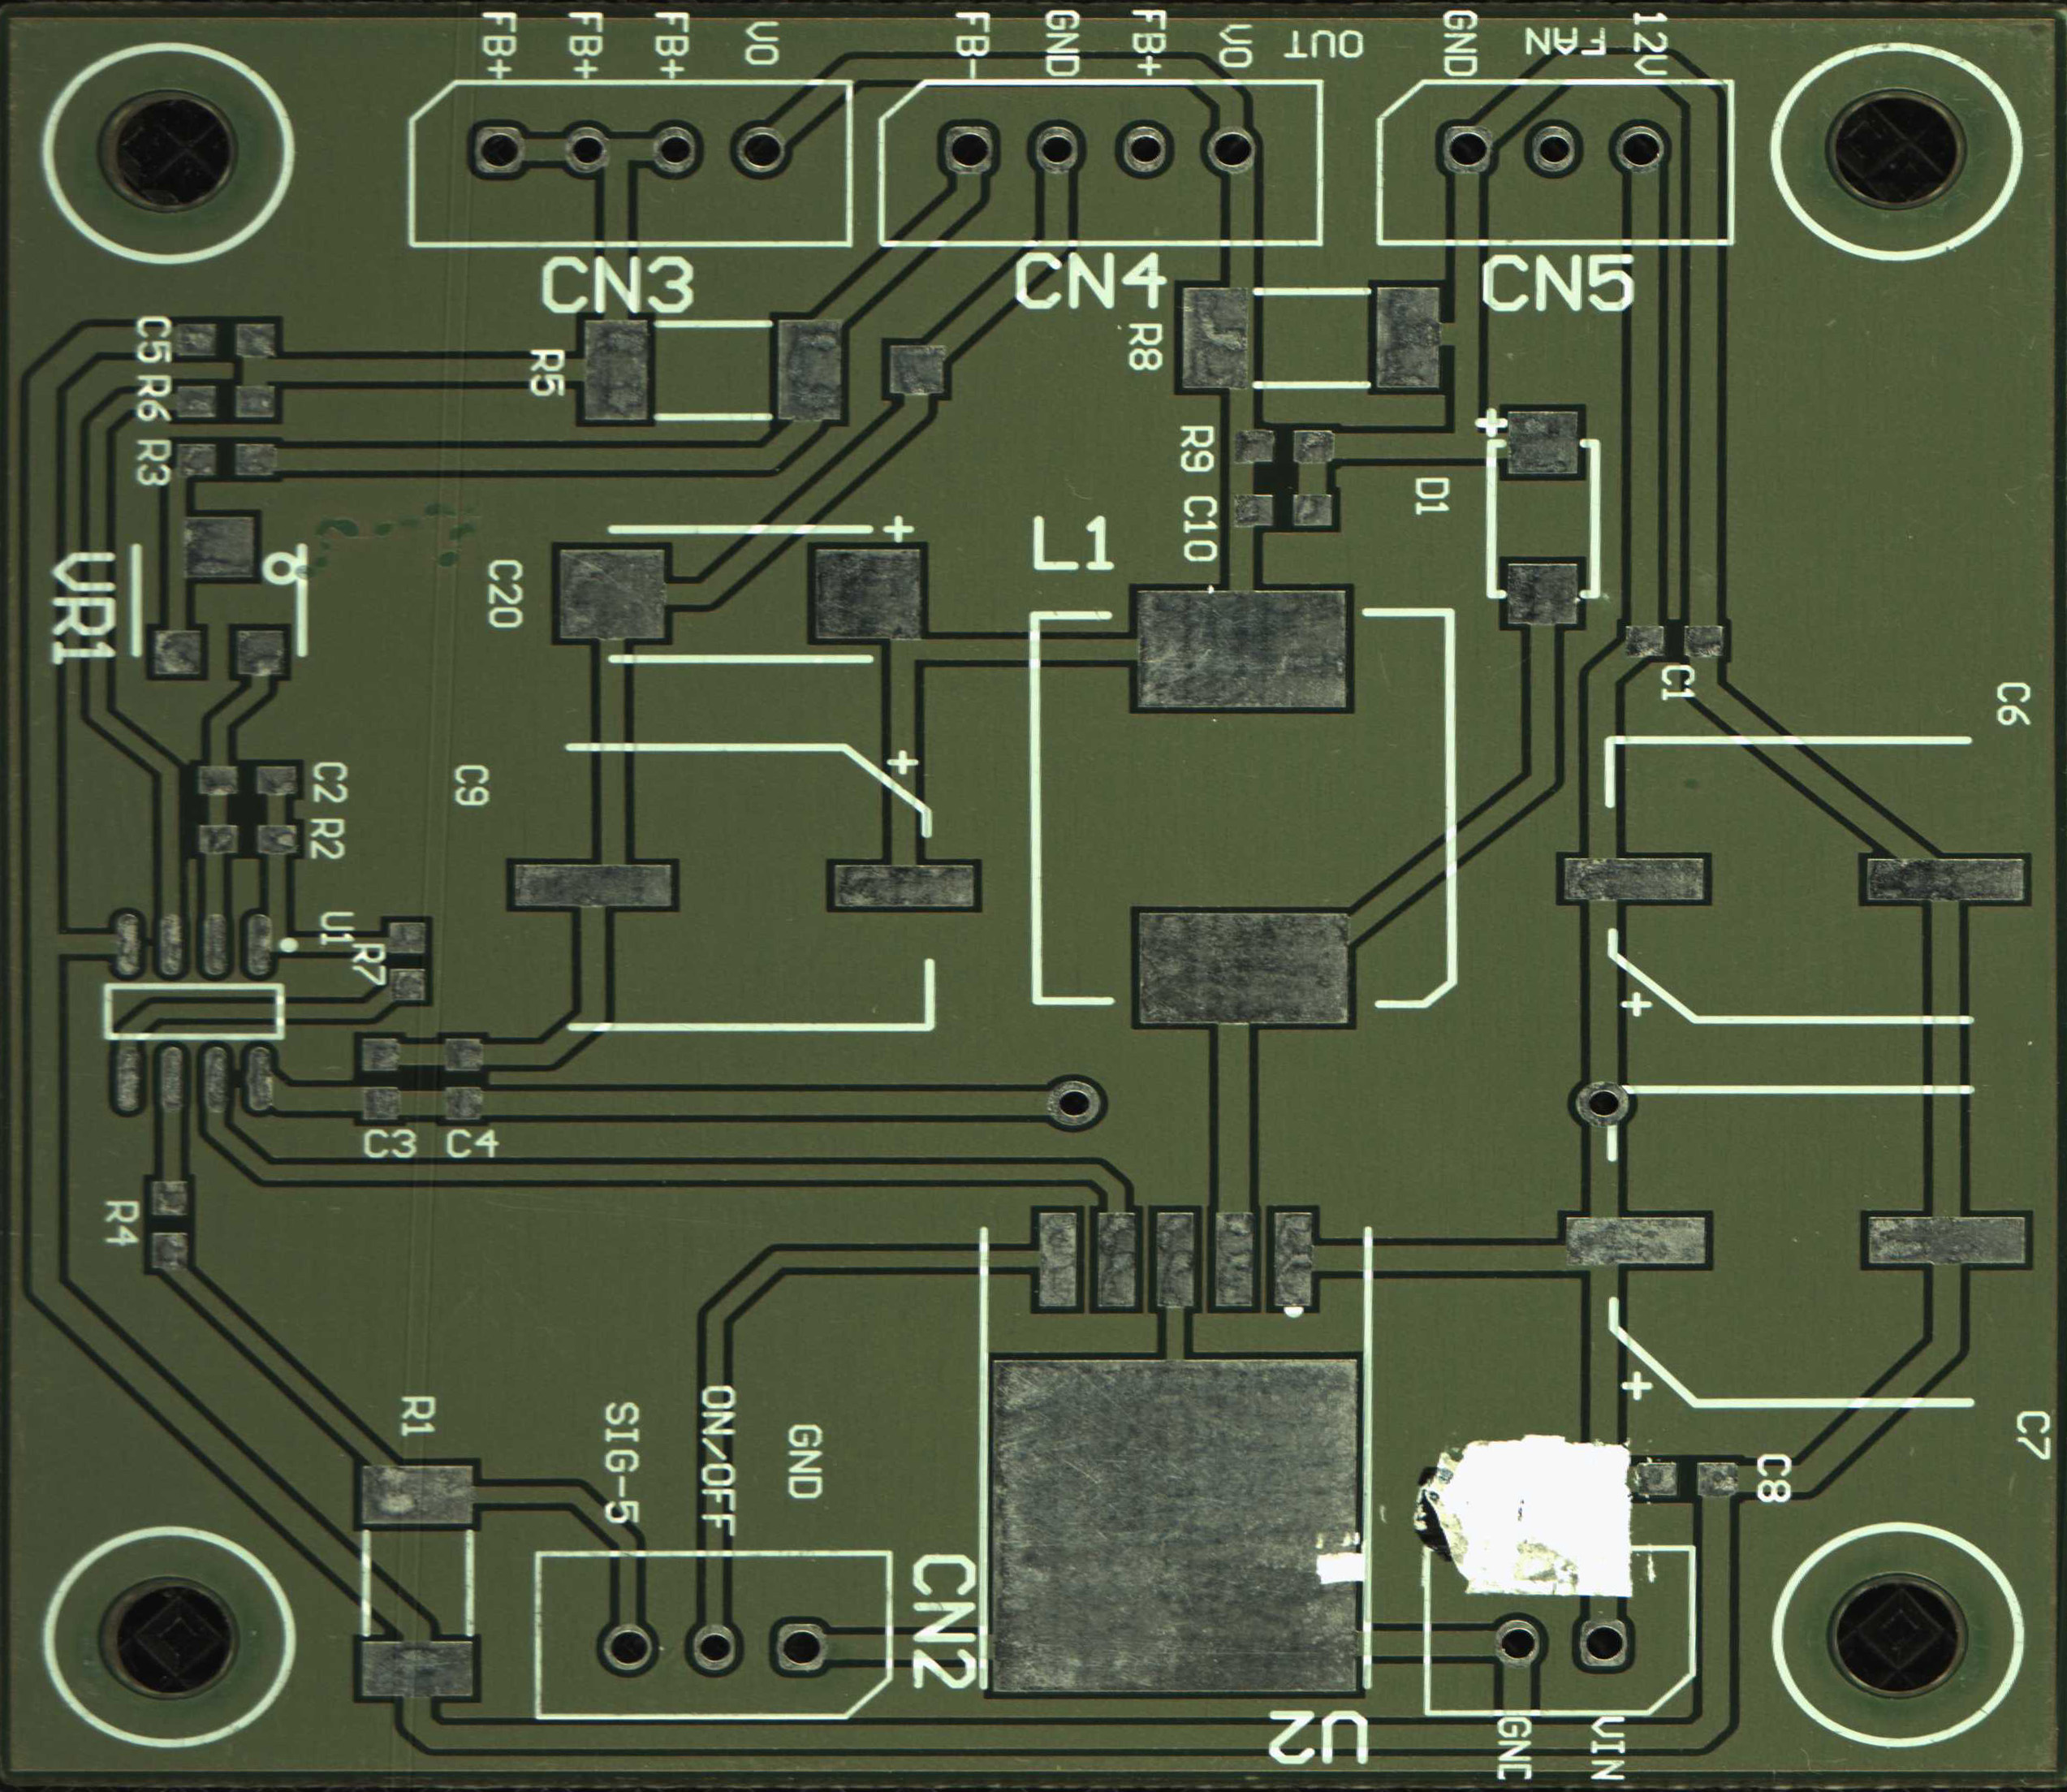 FB+
FB+
FB+
VO
FB-
GND
FB+
VO
OUT
GND
FAN
12V
CN3
CN4
CN5
C5
R6
R3
R5
R8
R9
C10
D1
L1
VR1
C20
C1
C6
C9
C2
R2
U1
R7
C3
C4
R4
R1
SIG-5
ON/OFF
GND
C8
C7
CN2
U2
GND
VIN